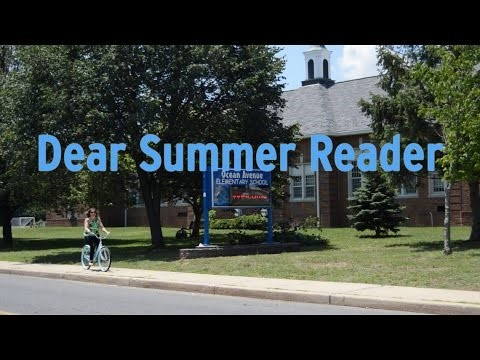 Dear Summer Reader
Ocean Avenue
ELEMENTARY SCHOOL